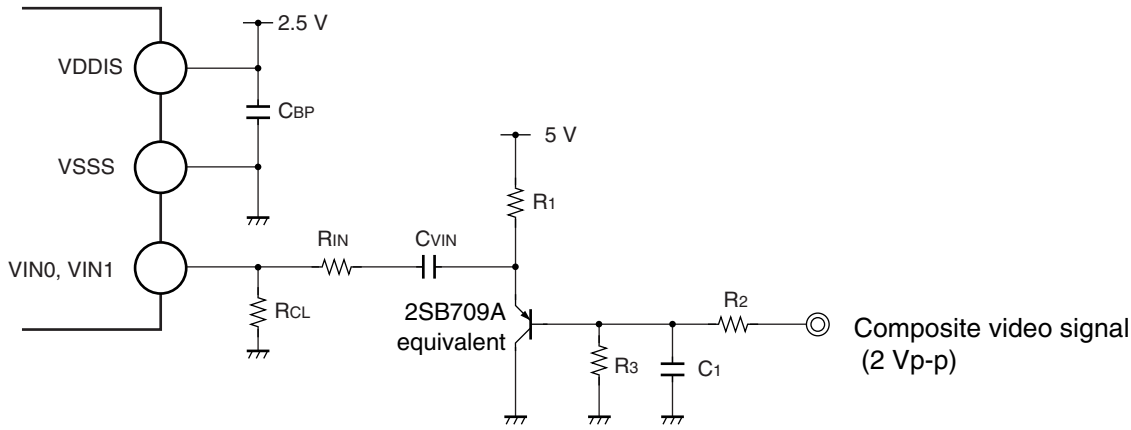 2.5 V
VDDIS
CBP
VSSS
5 V
R1
RIN
CVIN
VIN0, VIN1
RCL
2SB709A
equivalent
R2
R3
C1
Composite video signal
(2 Vp-p)